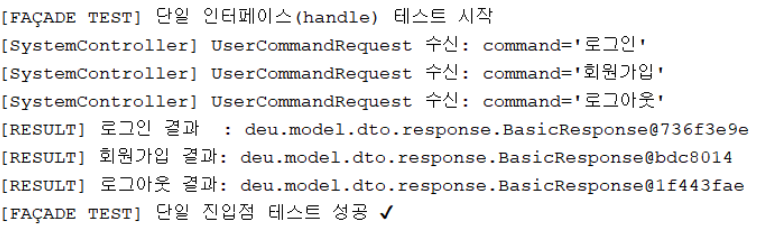 [FAÇADE TEST] 단일 인터페이스(handle) 테스트 시작
[SystemController] UserCommandRequest 수신: command='로그인'
[SystemController] UserCommandRequest 수신: command='회원가입'
[SystemController] UserCommandRequest 수신: command='로그아웃'
[RESULT] 로그인 결과  : deu.model.dto.response.BasicResponse@736f3e9e
[RESULT] 회원가입 결과: deu.model.dto.response.BasicResponse@bdc8014
[RESULT] 로그아웃 결과: deu.model.dto.response.BasicResponse@1f443fae
[FAÇADE TEST] 단일 진입점 테스트 성공 ✔